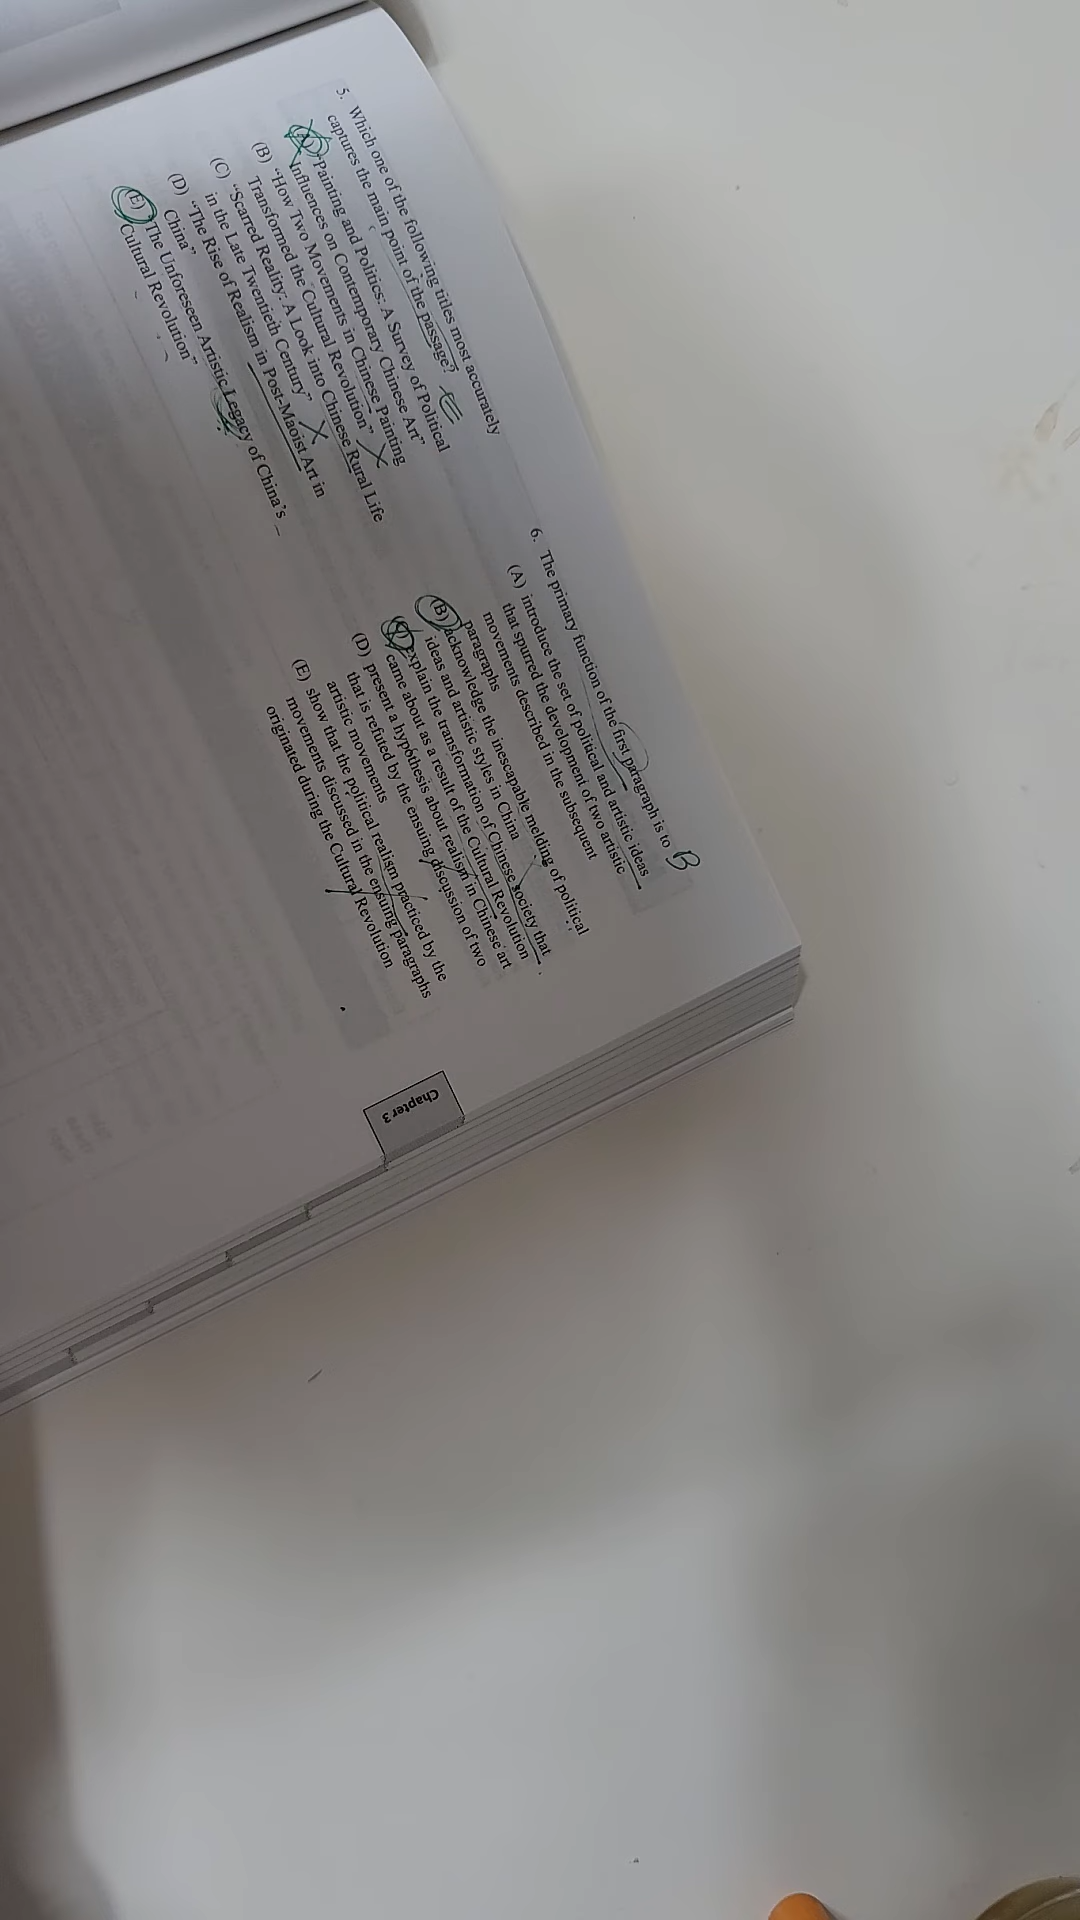 5. Which one of the following titles most accurately
captures the main point of the passage? E
(A) "Painting and Politics: A Survey of Political
Influences on Contemporary Chinese Art"
(B) "How Two Movements in Chinese Painting
Transformed the Cultural Revolution"
(C) "Scarred Reality: A Look into Chinese Rural Life
in the Late Twentieth Century"
(D) "The Rise of Realism in Post-Maoist Art in
China"
(E) "The Unforeseen Artistic Legacy of China's
Cultural Revolution"
6. The primary function of the first paragraph is to B
(A) introduce the set of political and artistic ideas
that spurred the development of two artistic
movements described in the subsequent
paragraphs
(B) acknowledge the inescapable melding of political
ideas and artistic styles in China
(C) explain the transformation of Chinese society that
came about as a result of the Cultural Revolution
(D) present a hypothesis about realism in Chinese art
that is refuted by the ensuing discussion of two
artistic movements
(E) show that the political realism practiced by the
movements discussed in the ensuing paragraphs
originated during the Cultural Revolution
Chapter 3